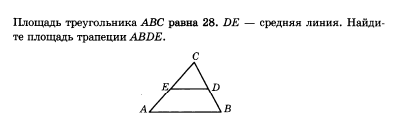 Площадь треугольника ABC равна 28. DE — средняя линия. Найди-
те площадь трапеции ABDE.
C
E D
A B